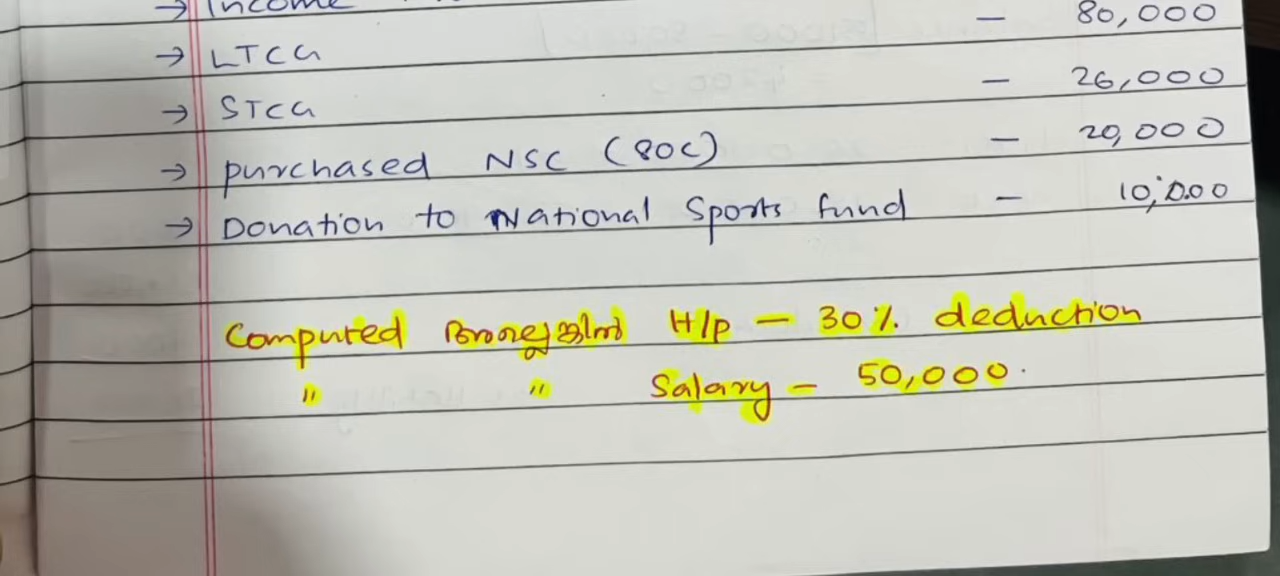 → Income
→ LTCG — 80,000
→ STCG — 26,000
→ purchased NSC (80C) — 20,000
→ Donation to National Sports fund — 10,000
Computed H/p — 30% deduction
" " Salary — 50,000.